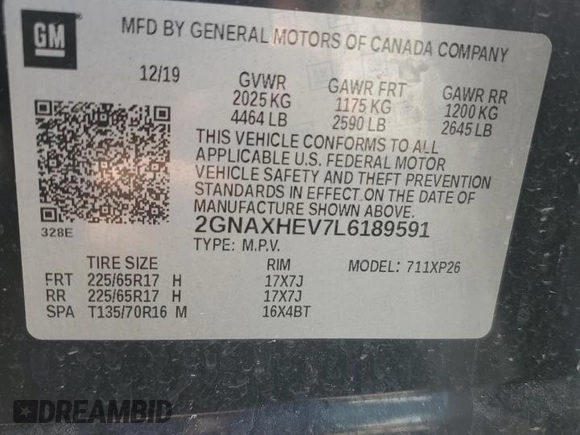 GM MFD BY GENERAL MOTORS OF CANADA COMPANY
12/19 GVWR GAWR FRT GAWR RR
2025 KG 1175 KG 1200 KG
4464 LB 2590 LB 2645 LB
THIS VEHICLE CONFORMS TO ALL
APPLICABLE U.S. FEDERAL MOTOR
VEHICLE SAFETY AND THEFT PREVENTION
STANDARDS IN EFFECT ON THE DATE OF
MANUFACTURE SHOWN ABOVE.
328E 2GNAXHEV7L6189591
TYPE: M.P.V.
TIRE SIZE RIM MODEL: 711XP26
FRT 225/65R17 H 17X7J
RR 225/65R17 H 17X7J
SPA T135/70R16 M 16X4BT
DREAMBID